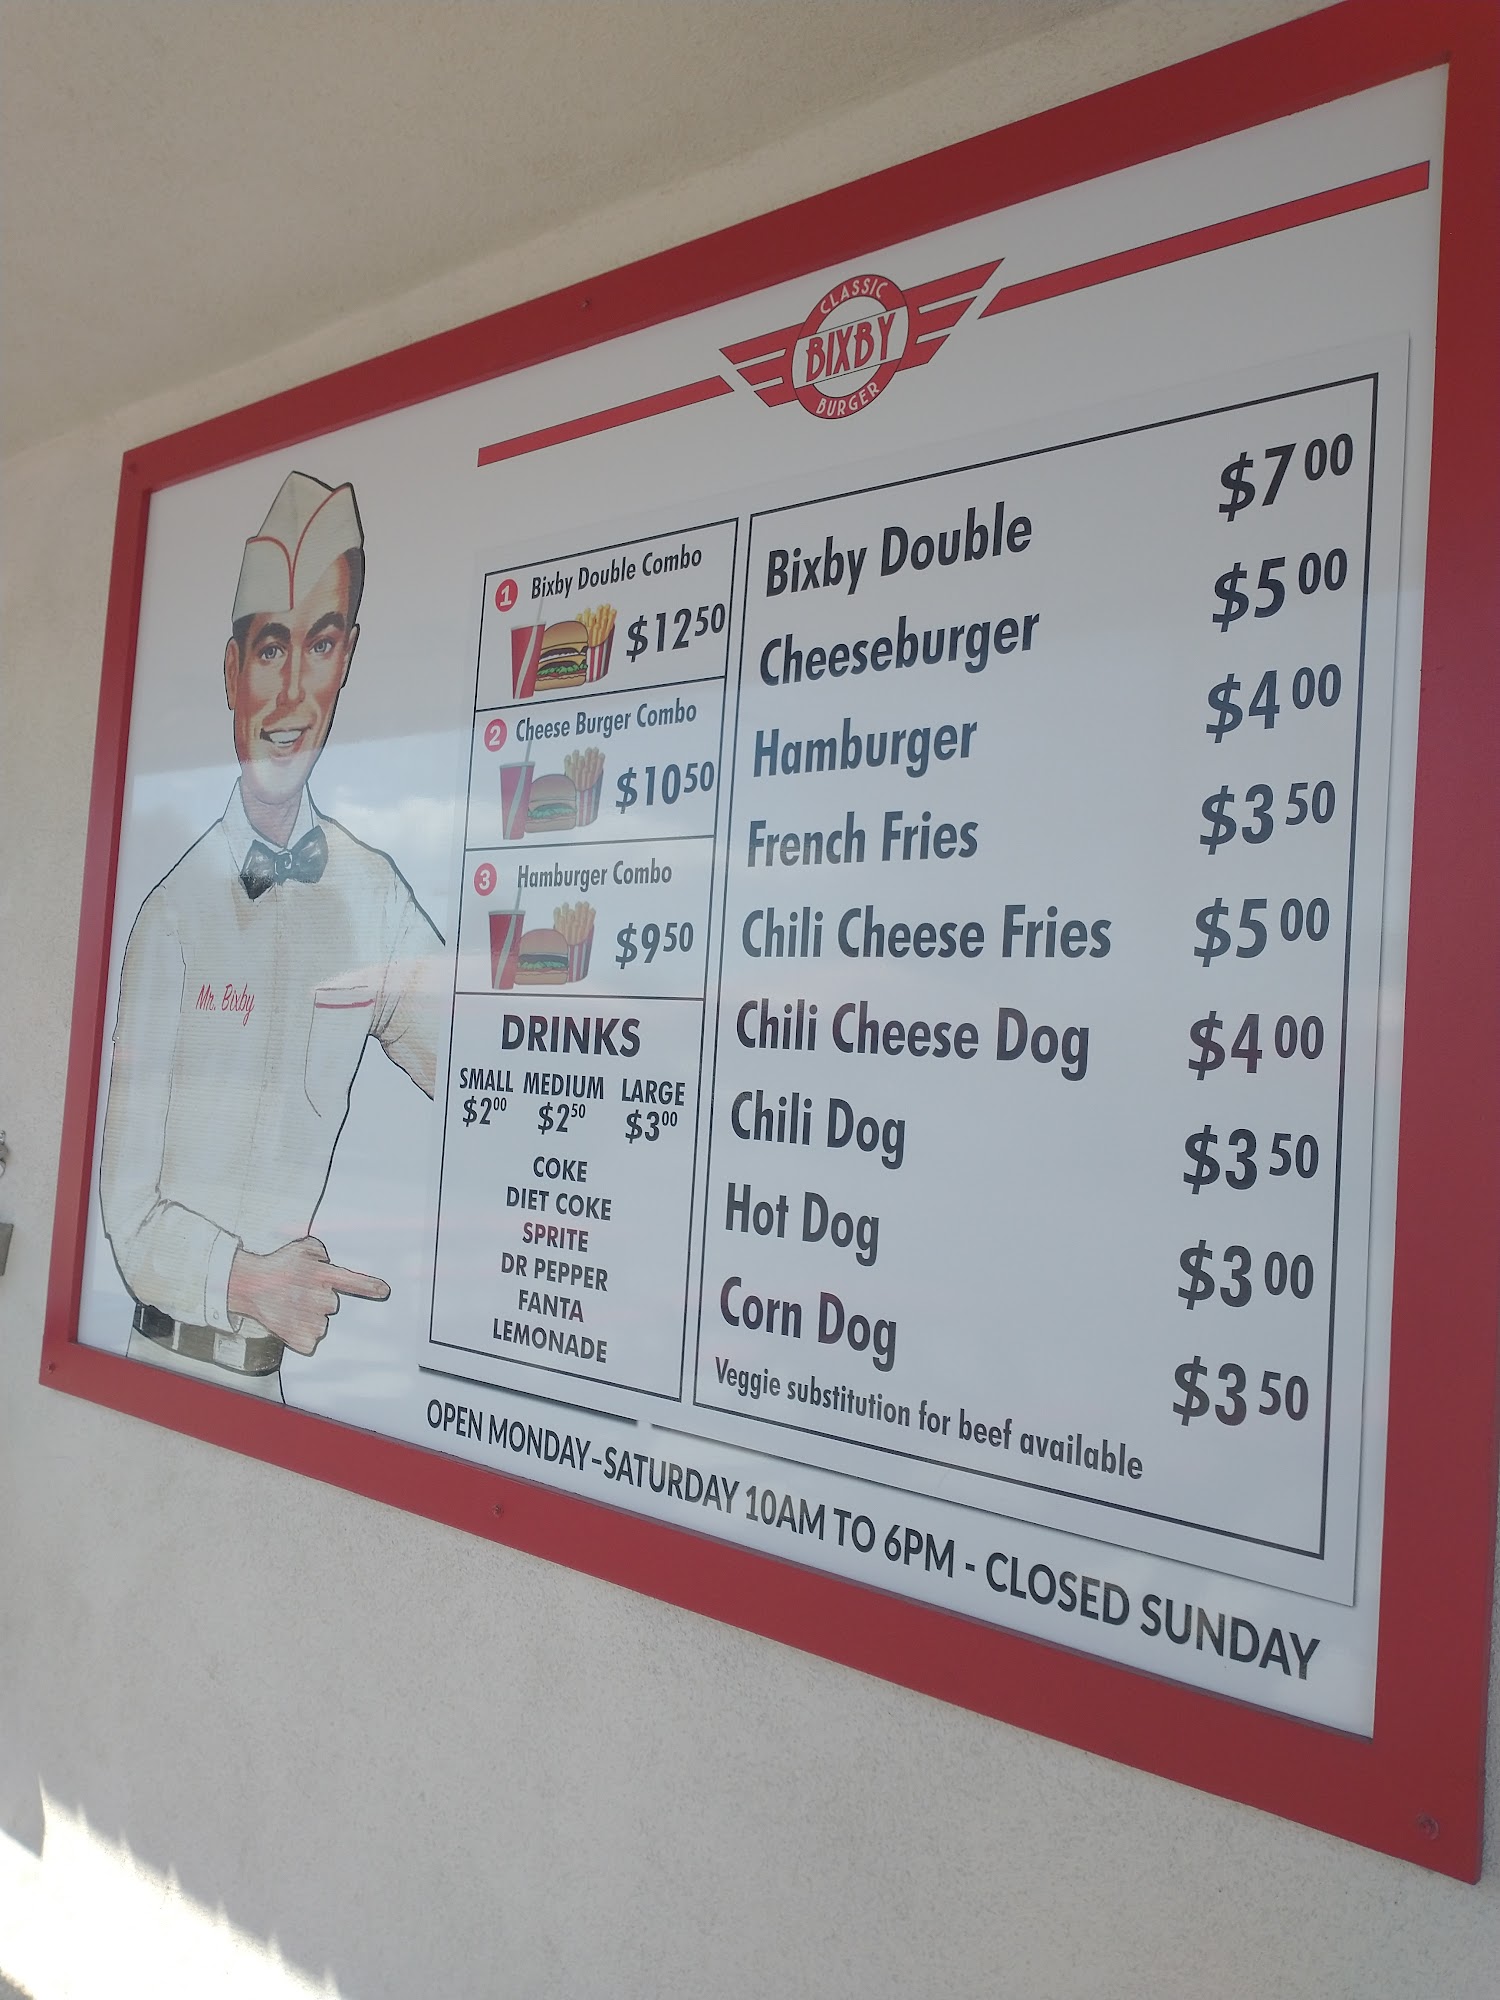 CLASSIC
BIXBY
BURGER
Mr. Bixby
1 Bixby Double Combo
$12.50
2 Cheese Burger Combo
$10.50
3 Hamburger Combo
$9.50
DRINKS
SMALL MEDIUM LARGE
$2.00 $2.50 $3.00
COKE
DIET COKE
SPRITE
DR PEPPER
FANTA
LEMONADE
Bixby Double $7.00
Cheeseburger $5.00
Hamburger $4.00
French Fries $3.50
Chili Cheese Fries $5.00
Chili Cheese Dog $4.00
Chili Dog $3.50
Hot Dog $3.00
Corn Dog $3.50
Veggie substitution for beef available
OPEN MONDAY-SATURDAY 10AM TO 6PM - CLOSED SUNDAY